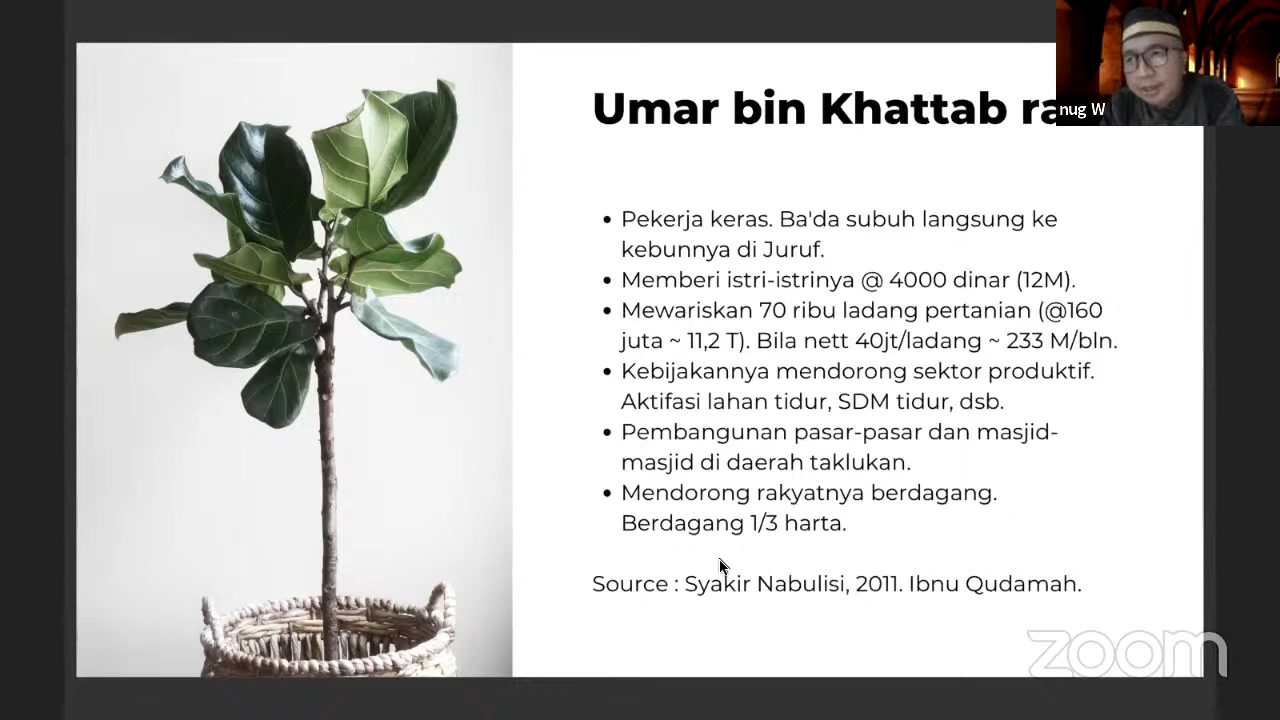 Umar bin Khattab ra
nug W
• Pekerja keras. Ba'da subuh langsung ke
kebunnya di Juruf.
• Memberi istri-istrinya @ 4000 dinar (12M).
• Mewariskan 70 ribu ladang pertanian (@160
juta ~ 11,2 T). Bila nett 40jt/ladang ~ 233 M/bln.
• Kebijakannya mendorong sektor produktif.
Aktifasi lahan tidur, SDM tidur, dsb.
• Pembangunan pasar-pasar dan masjid-
masjid di daerah taklukan.
• Mendorong rakyatnya berdagang.
Berdagang 1/3 harta.
Source : Syakir Nabulisi, 2011. Ibnu Qudamah.
zoom